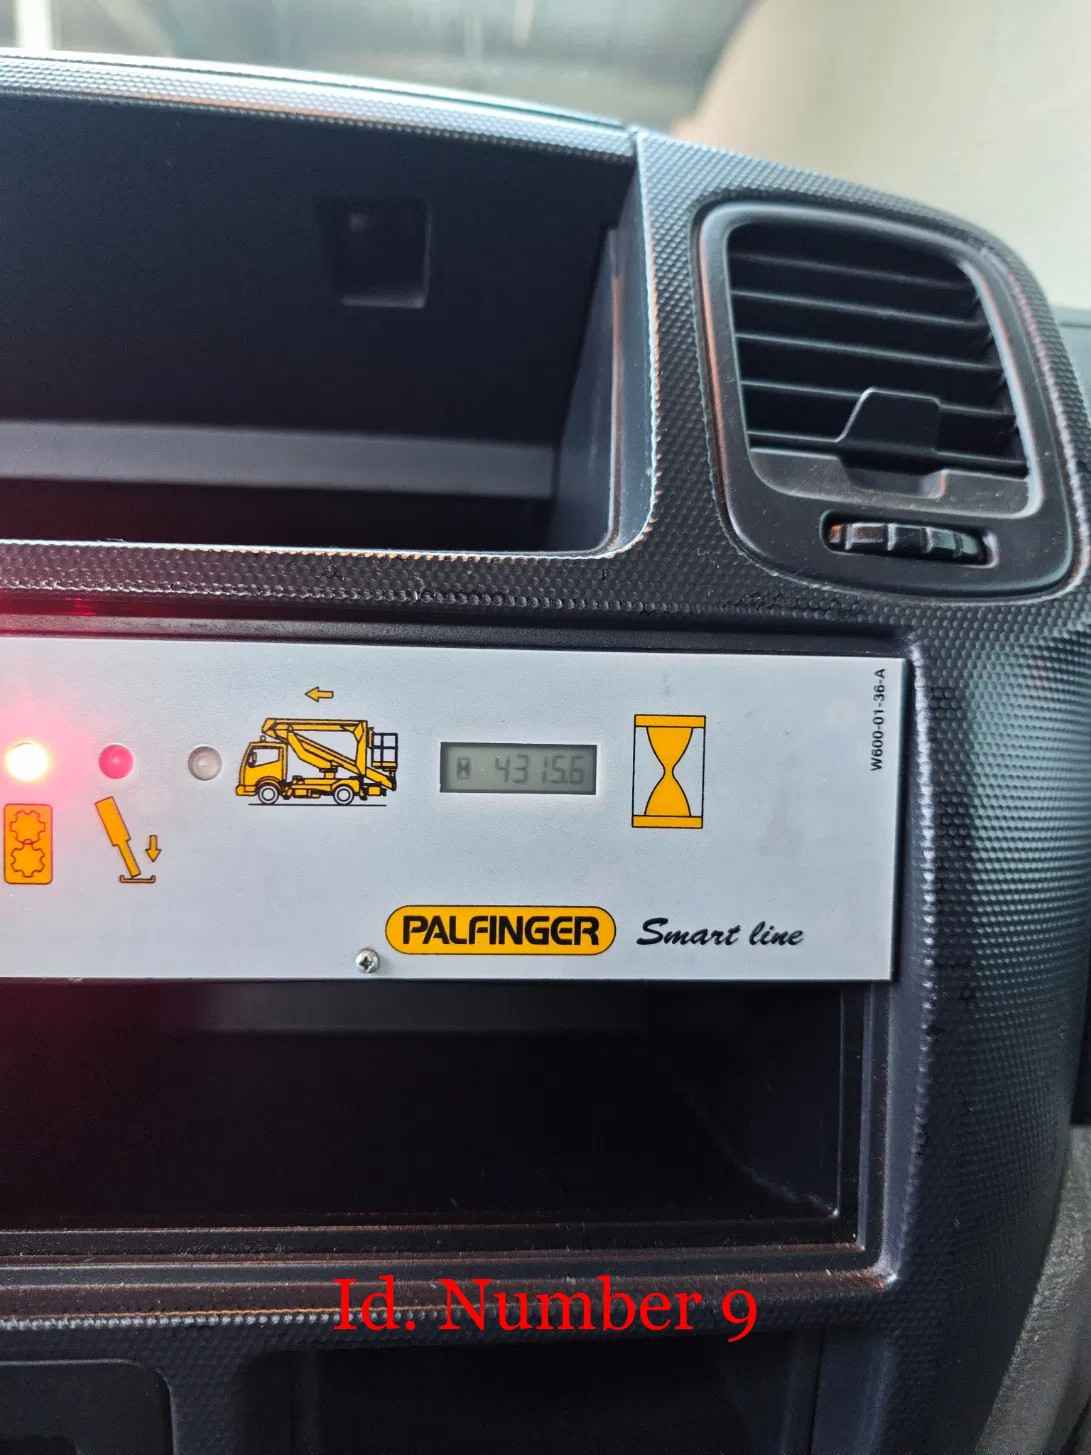 W600-01-36-A
4315.6
PALFINGER Smart line
Id. Number 9